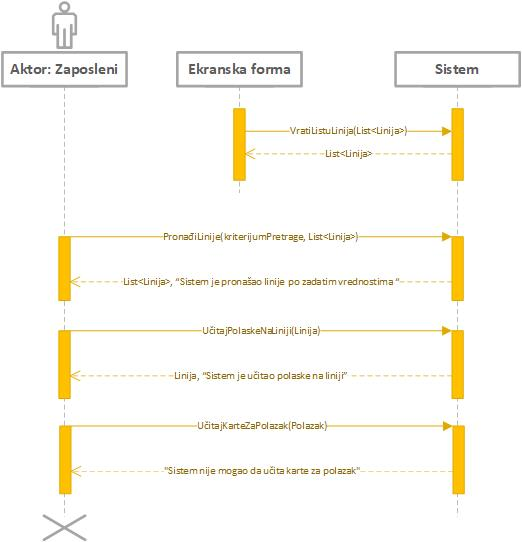 Aktor: Zaposleni
Ekranska forma
Sistem
VratiListuLinija(List<Linija>)
List<Linija>
PronađiLinije(kriterijumPretrage, List<Linija>)
List<Linija>, “Sistem je pronašao linije po zadatim vrednostima “
UčitajPolaskeNaLiniji(Linija)
Linija, “Sistem je učitao polaske na liniji”
UčitajKarteZaPolazak(Polazak)
"Sistem nije mogao da učita karte za polazak"